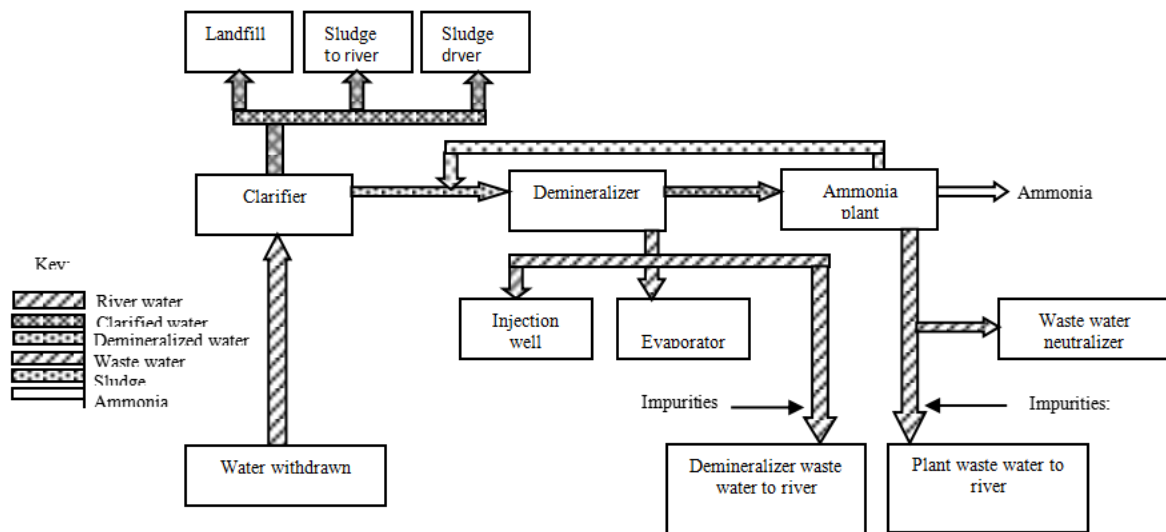 Landfill
Sludge
to river
Sludge
drver
Clarifier
Demineralizer
Ammonia
plant
Ammonia
Key:
River water
Clarified water
Demineralized water
Waste water
Sludge
Ammonia
Injection
well
Evaporator
Waste water
neutralizer
Impurities
Impurities:
Water withdrawn
Demineralizer waste
water to river
Plant waste water to
river